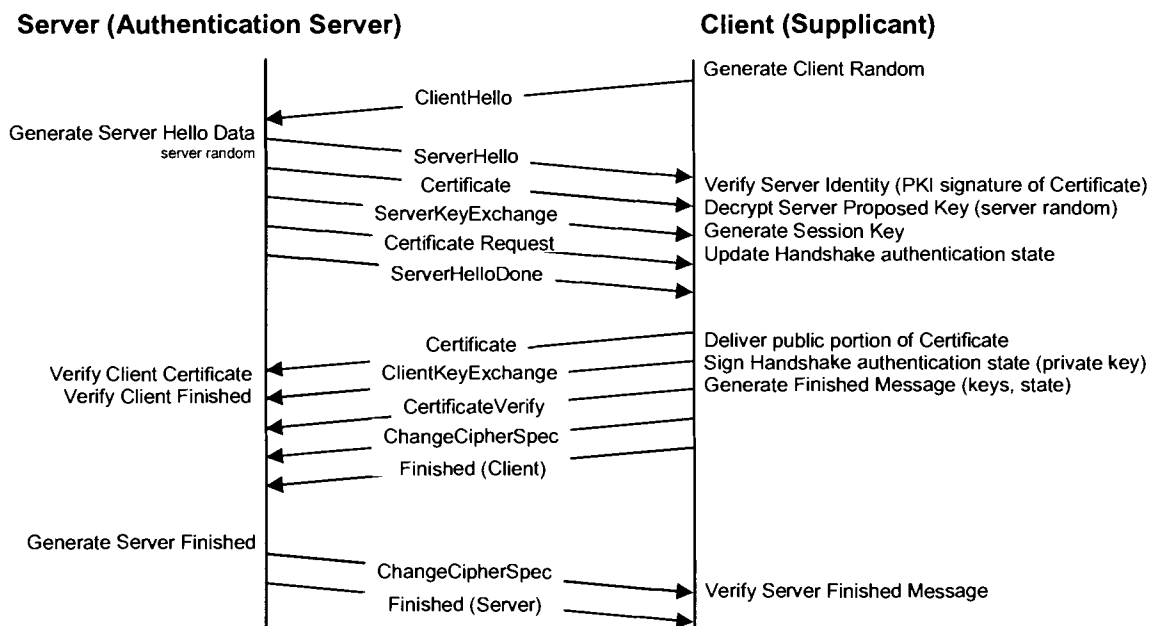 Server (Authentication Server)
Client (Supplicant)
Generate Client Random
ClientHello
Generate Server Hello Data
server random
ServerHello
Certificate
Verify Server Identity (PKI signature of Certificate)
Decrypt Server Proposed Key (server random)
ServerKeyExchange
Generate Session Key
Certificate Request
Update Handshake authentication state
ServerHelloDone
Certificate
Deliver public portion of Certificate
Sign Handshake authentication state (private key)
Verify Client Certificate
ClientKeyExchange
Generate Finished Message (keys, state)
Verify Client Finished
CertificateVerify
ChangeCipherSpec
Finished (Client)
Generate Server Finished
ChangeCipherSpec
Verify Server Finished Message
Finished (Server)